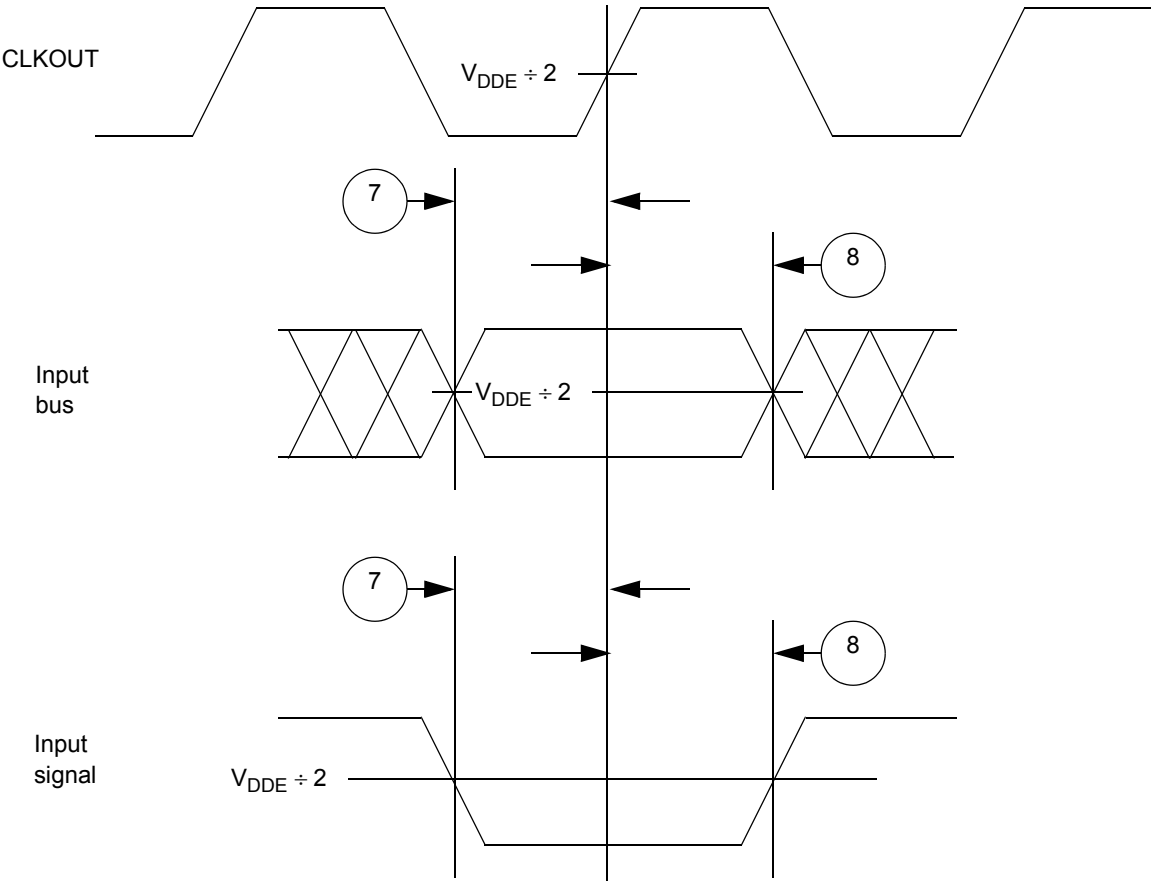 CLKOUT
V_DDE ÷ 2
7
8
Input
bus
V_DDE ÷ 2
7
8
Input
signal
V_DDE ÷ 2